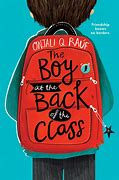 ONJALI Q. RAÚF
Friendship
knows no borders
The
Boy
at the Back
of the
Class